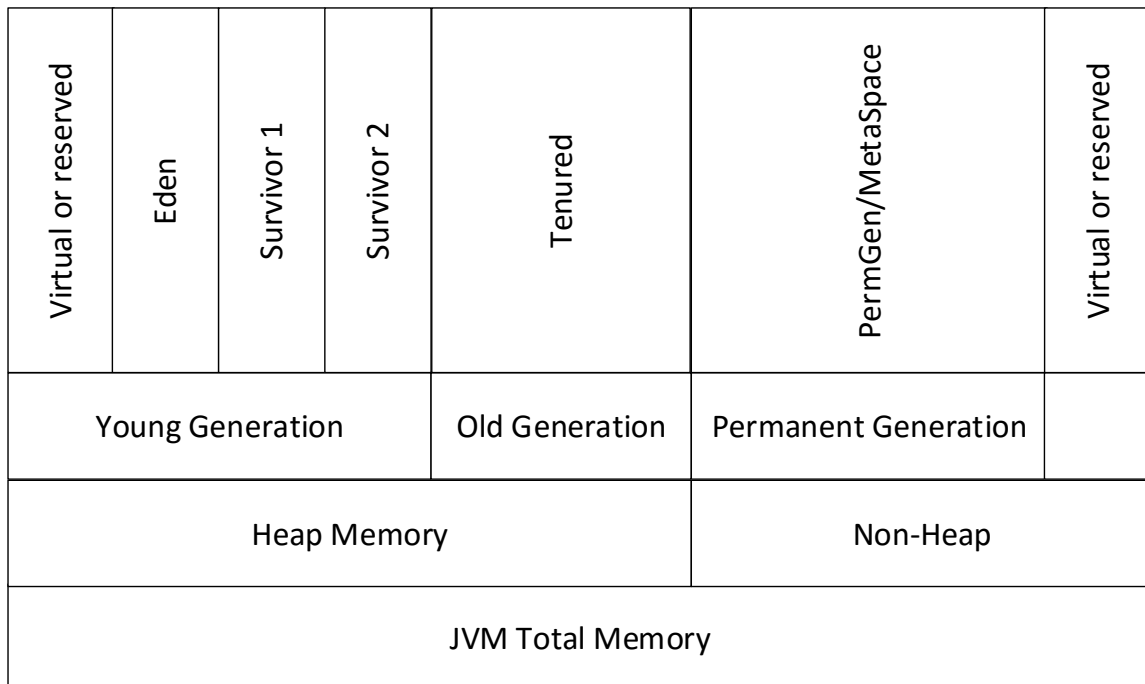 Virtual or reserved
Eden
Survivor 1
Survivor 2
Tenured
PermGen/MetaSpace
Virtual or reserved
Young Generation
Old Generation
Permanent Generation
Heap Memory
Non-Heap
JVM Total Memory